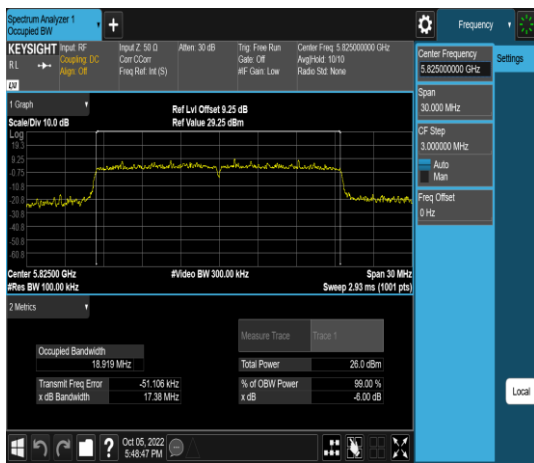 Spectrum Analyzer 1
Occupied BW
+
Frequency
KEYSIGHT
RL
LXI
Input: RF
Coupling: DC
Align: Off
Input Z: 50 Ω
Corr CCorr
Freq Ref: Int (S)
Atten: 30 dB
Trig: Free Run
Gate: Off
#IF Gain: Low
Center Freq: 5.825000000 GHz
Avg|Hold: 10/10
Radio Std: None
Center Frequency
5.825000000 GHz
Settings
Span
30.000 MHz
CF Step
3.000000 MHz
Auto
Man
Freq Offset
0 Hz
Local
1 Graph
Scale/Div 10.0 dB
Ref Lvl Offset 9.25 dB
Ref Value 29.25 dBm
Log
19.3
9.25
-0.75
-10.8
-20.8
-30.8
-40.8
-50.8
-60.8
Center 5.82500 GHz
#Res BW 100.00 kHz
#Video BW 300.00 kHz
Span 30 MHz
Sweep 2.93 ms (1001 pts)
2 Metrics
Measure Trace
Trace 1
Occupied Bandwidth
18.919 MHz
Total Power
26.0 dBm
Transmit Freq Error
-51.106 kHz
% of OBW Power
99.00 %
x dB Bandwidth
17.38 MHz
x dB
-6.00 dB
?
Oct 05, 2022
5:48:47 PM